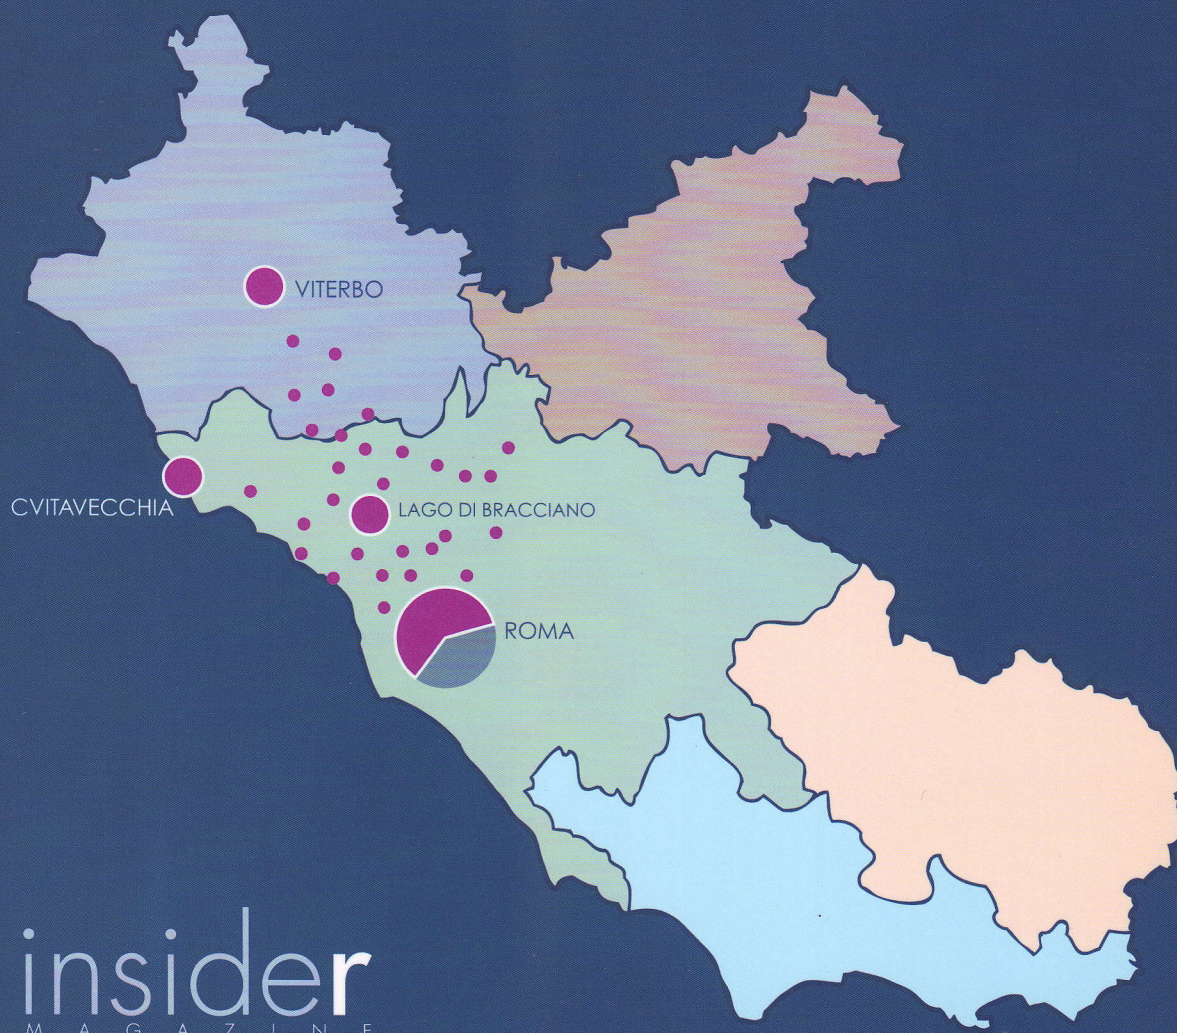 VITERBO
CVITAVECCHIA
LAGO DI BRACCIANO
ROMA
insider
MAGAZINE